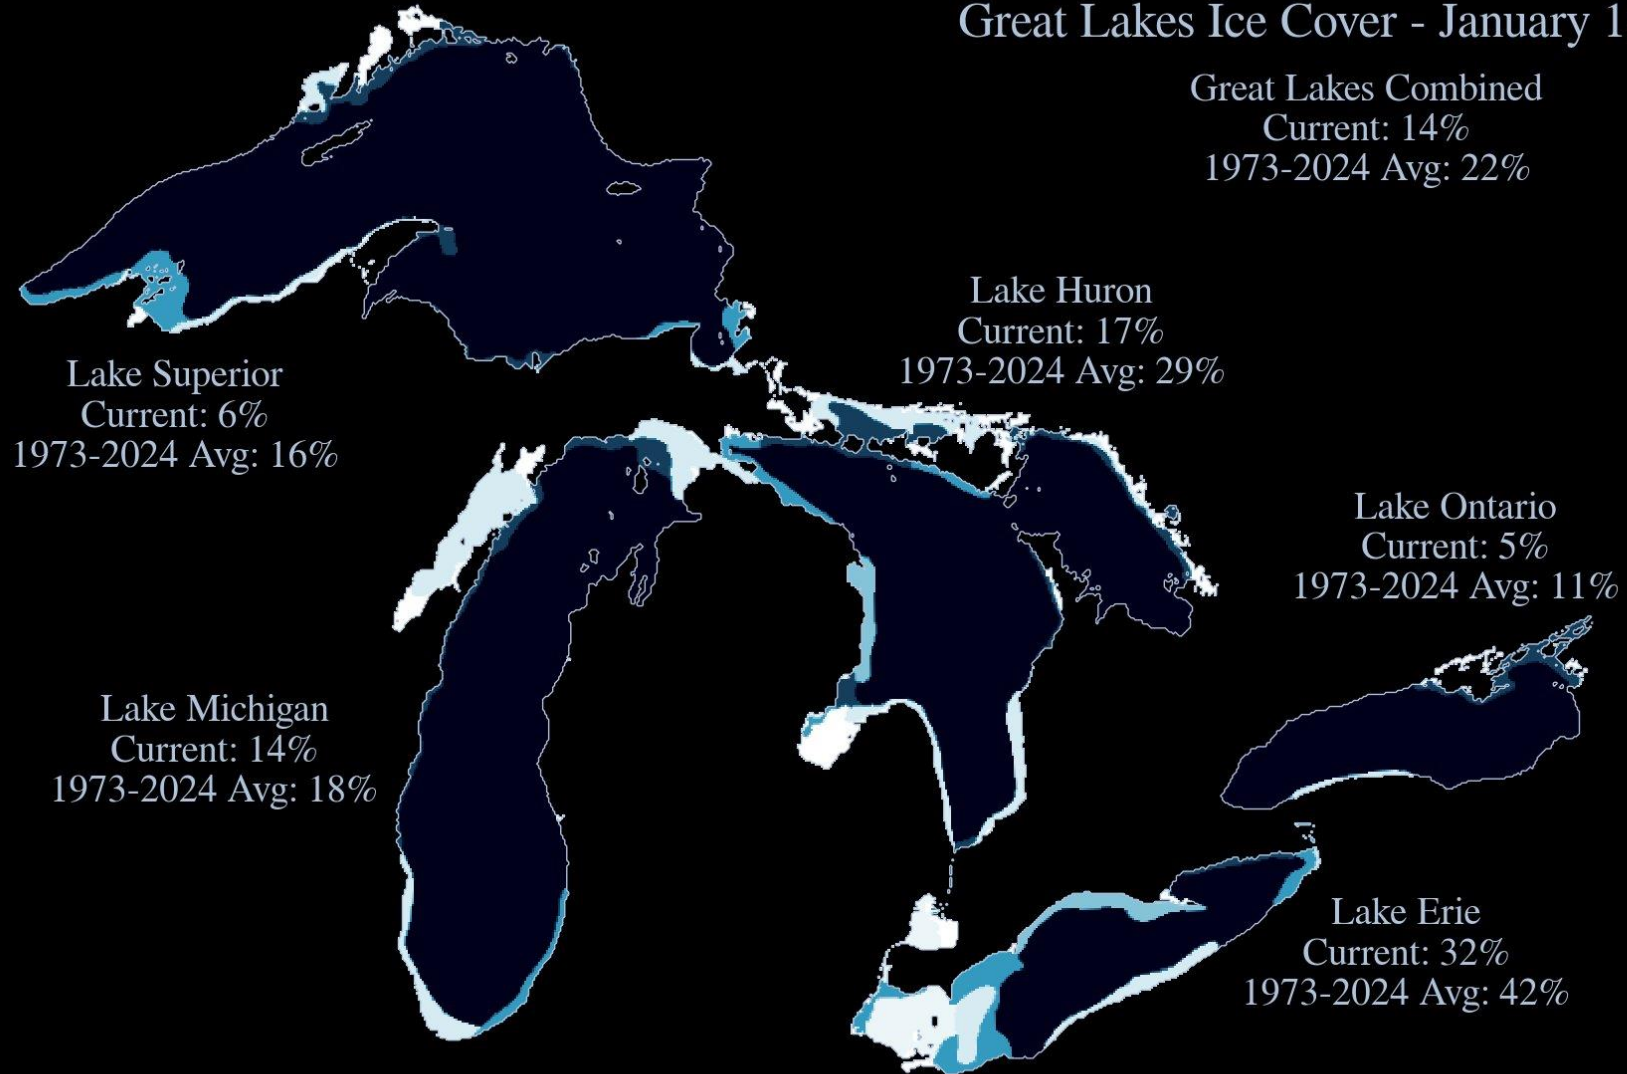 Great Lakes Ice Cover - January 1
Great Lakes Combined
Current: 14%
1973-2024 Avg: 22%
Lake Huron
Current: 17%
1973-2024 Avg: 29%
Lake Superior
Current: 6%
1973-2024 Avg: 16%
Lake Ontario
Current: 5%
1973-2024 Avg: 11%
Lake Michigan
Current: 14%
1973-2024 Avg: 18%
Lake Erie
Current: 32%
1973-2024 Avg: 42%